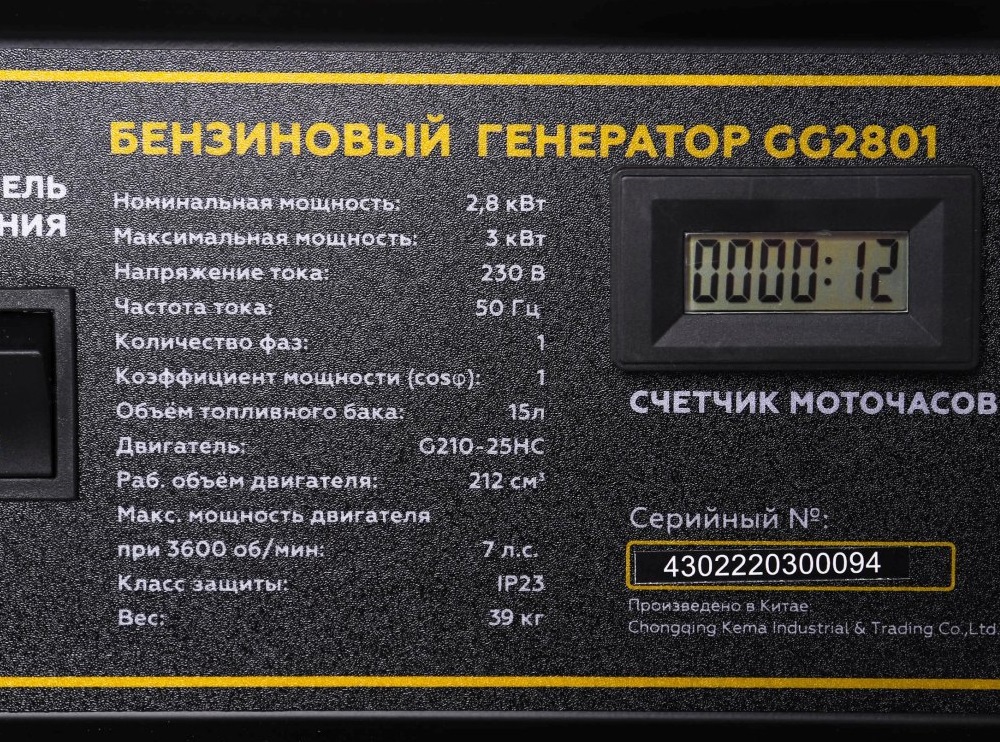 БЕНЗИНОВЫЙ ГЕНЕРАТОР GG2801
ЕЛЬ
НИЯ
Номинальная мощность: 2,8 кВт
Максимальная мощность: 3 кВт
Напряжение тока: 230 В
Частота тока: 50 Гц
Количество фаз: 1
Коэффициент мощности (cosφ): 1
Объём топливного бака: 15л
Двигатель: G210-25HC
Раб. объём двигателя: 212 см³
Макс. мощность двигателя
при 3600 об/мин: 7 л.с.
Класс защиты: IP23
Вес: 39 кг
0000:12
СЧЕТЧИК МОТОЧАСОВ
Серийный №:
4302220300094
Произведено в Китае:
Chongqing Kema Industrial & Trading Co.,Ltd